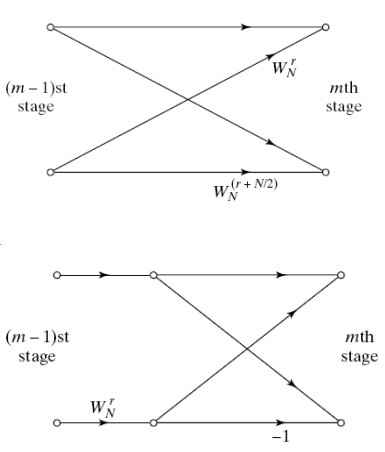 W_N^r
(m – 1)st
stage
mth
stage
W_N^(r + N/2)
(m – 1)st
stage
mth
stage
W_N^r
–1